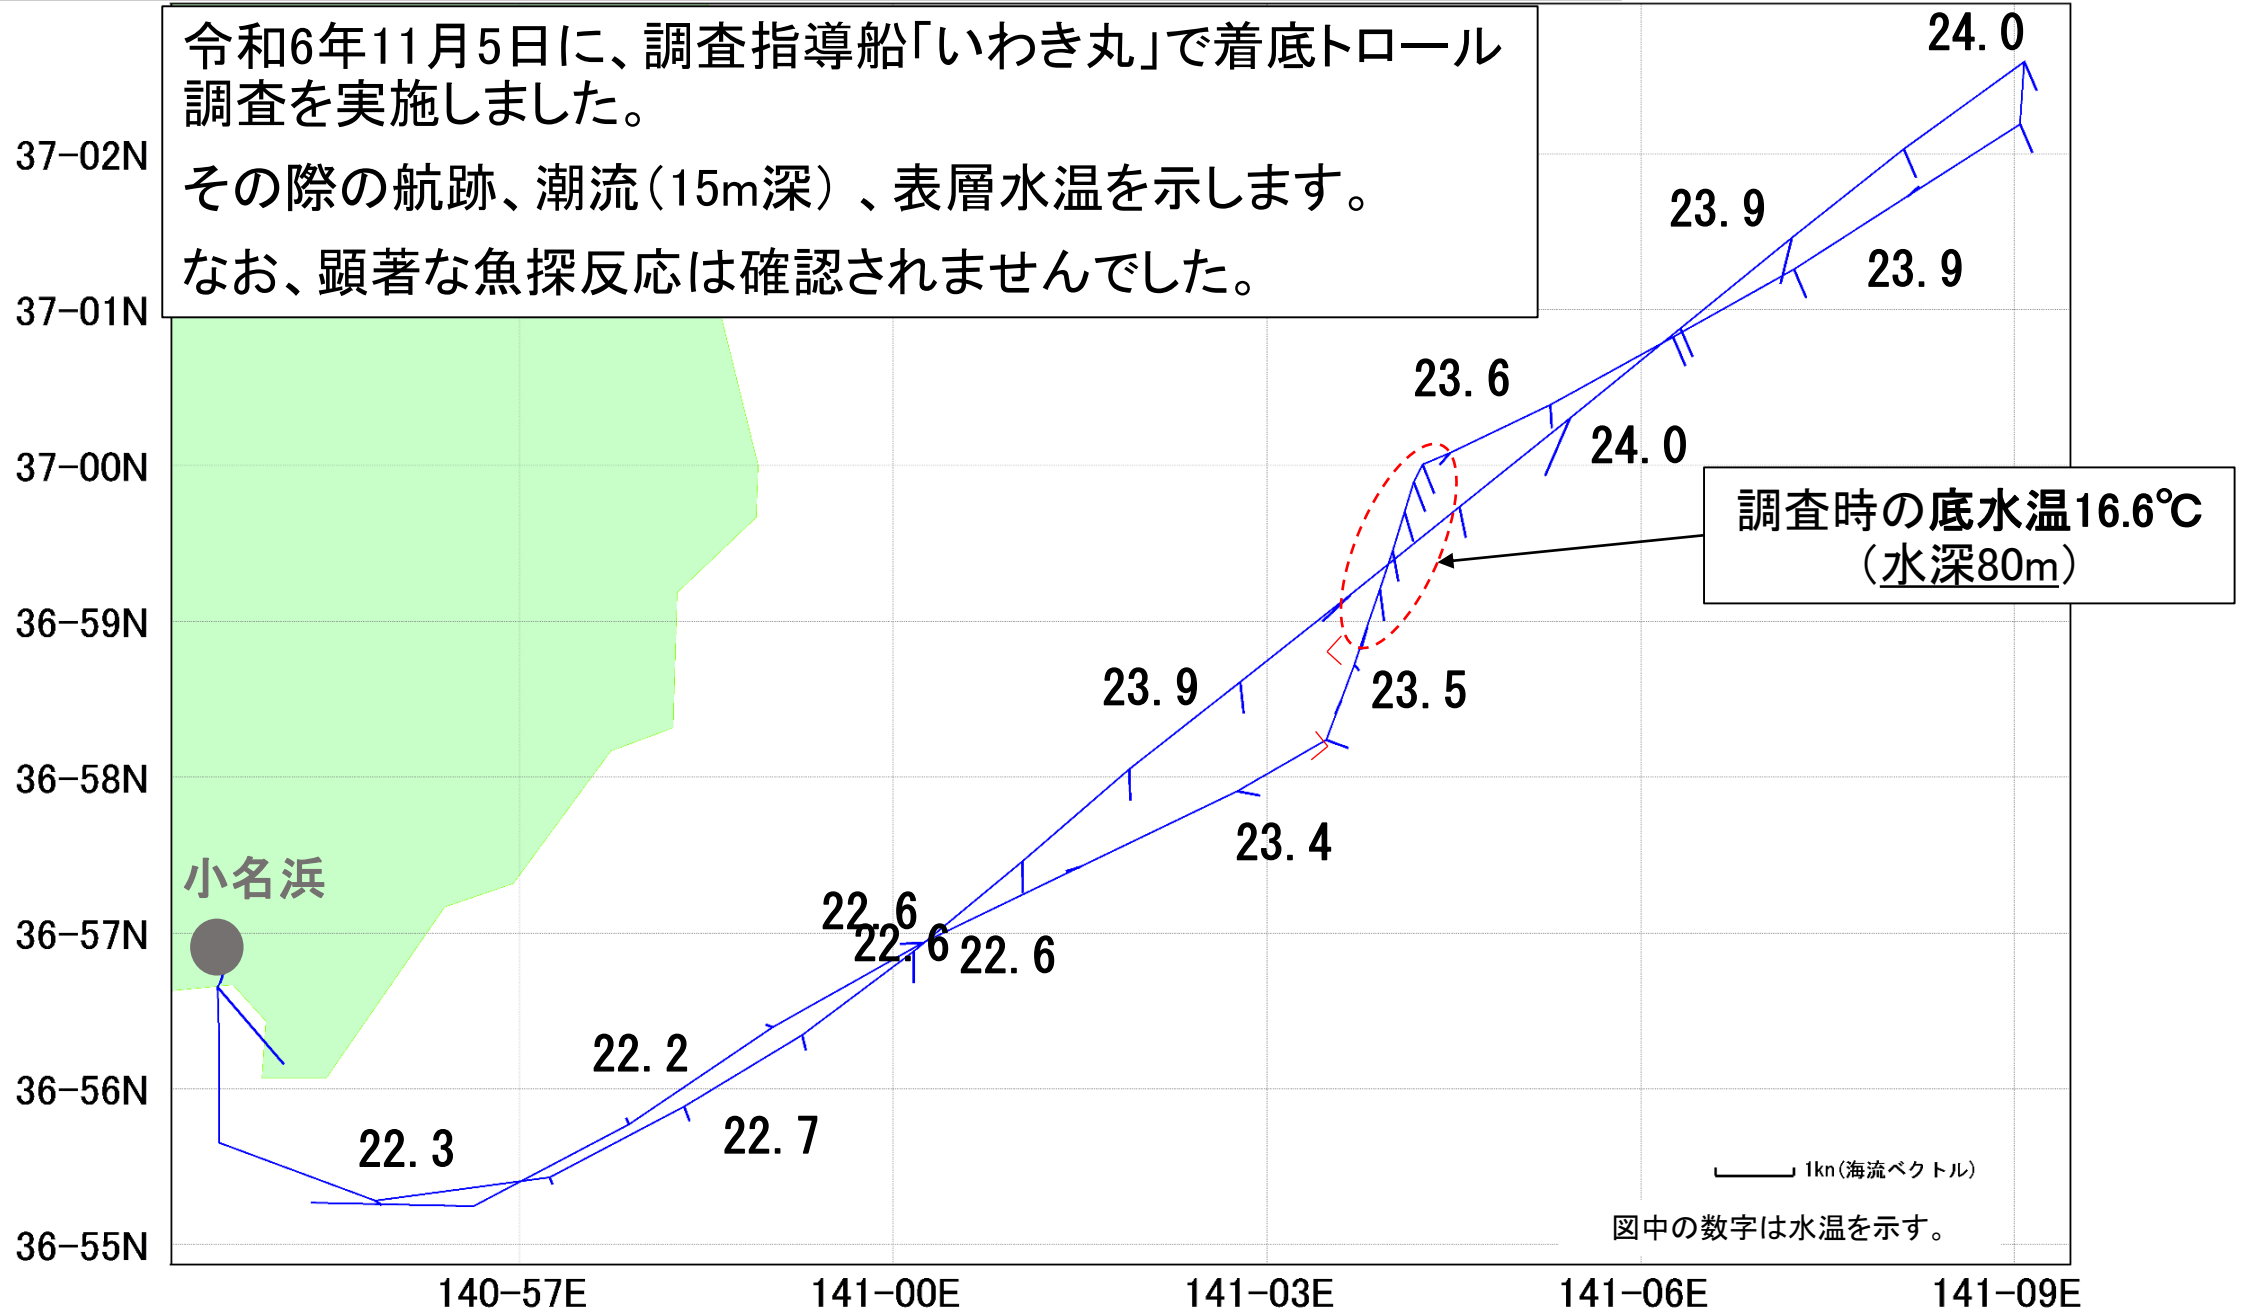 令和6年11月5日に、調査指導船「いわき丸」で着底トロール
調査を実施しました。
その際の航跡、潮流(15m深)、表層水温を示します。
なお、顕著な魚探反応は確認されませんでした。
24.0
37-02N
23.9
23.9
37-01N
23.6
24.0
37-00N
調査時の底水温16.6℃
(水深80m)
36-59N
23.9
23.5
36-58N
23.4
小名浜
22.6
22.6
22.6
36-57N
22.2
36-56N
22.7
22.3
1kn(海流ベクトル)
図中の数字は水温を示す。
36-55N
140-57E 141-00E 141-03E 141-06E 141-09E